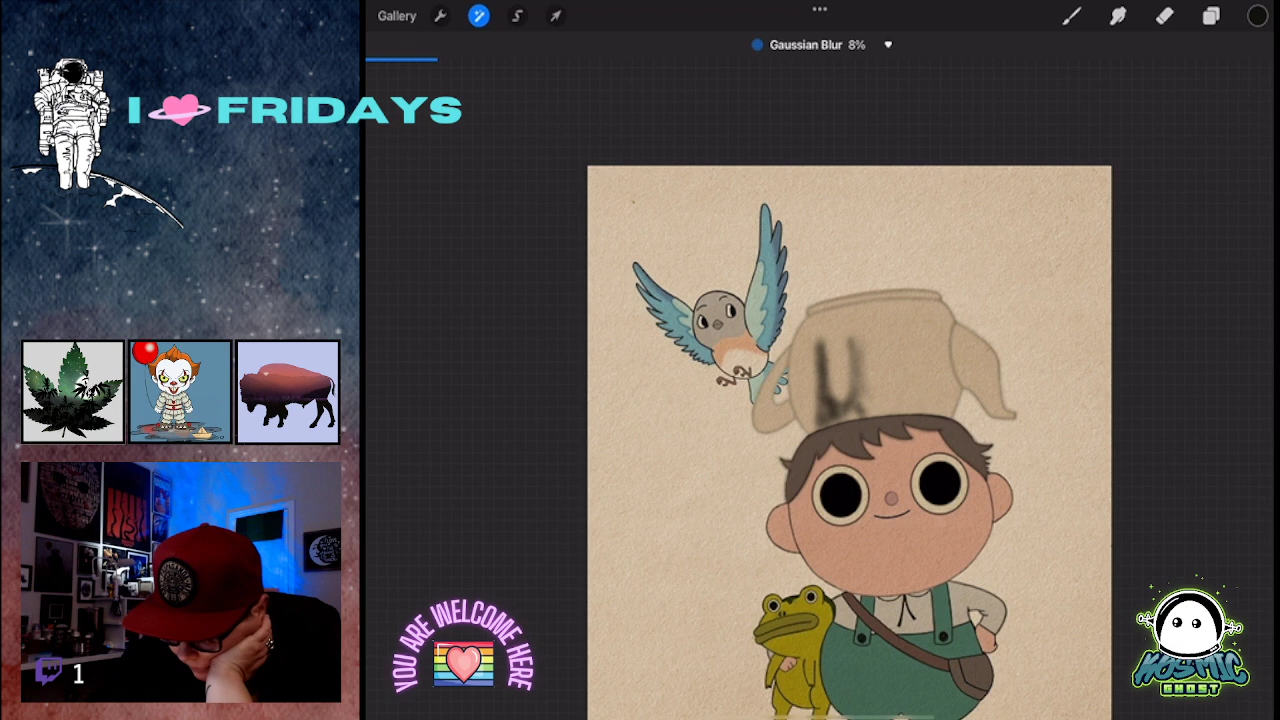 Gallery
Gaussian Blur 8%
I FRIDAYS
1
YOU ARE WELCOME HERE
KOSMIC
GHOST